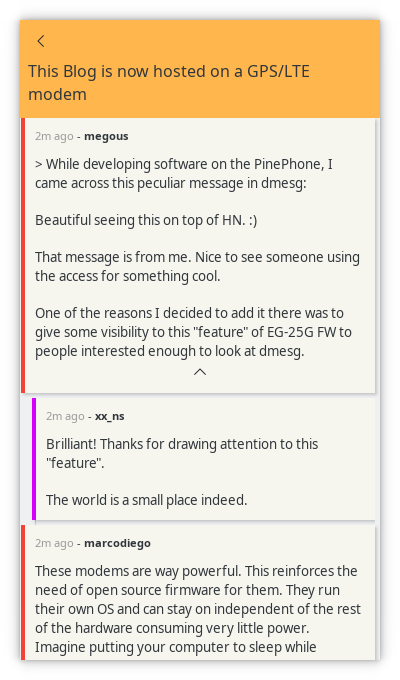 This Blog is now hosted on a GPS/LTE
modem
2m ago - megous
> While developing software on the PinePhone, I
came across this peculiar message in dmesg:
Beautiful seeing this on top of HN. :)
That message is from me. Nice to see someone using
the access for something cool.
One of the reasons I decided to add it there was to
give some visibility to this "feature" of EG-25G FW to
people interested enough to look at dmesg.
2m ago - xx_ns
Brilliant! Thanks for drawing attention to this
"feature".
The world is a small place indeed.
2m ago - marcodiego
These modems are way powerful. This reinforces the
need of open source firmware for them. They run
their own OS and can stay on independent of the rest
of the hardware consuming very little power.
Imagine putting your computer to sleep while